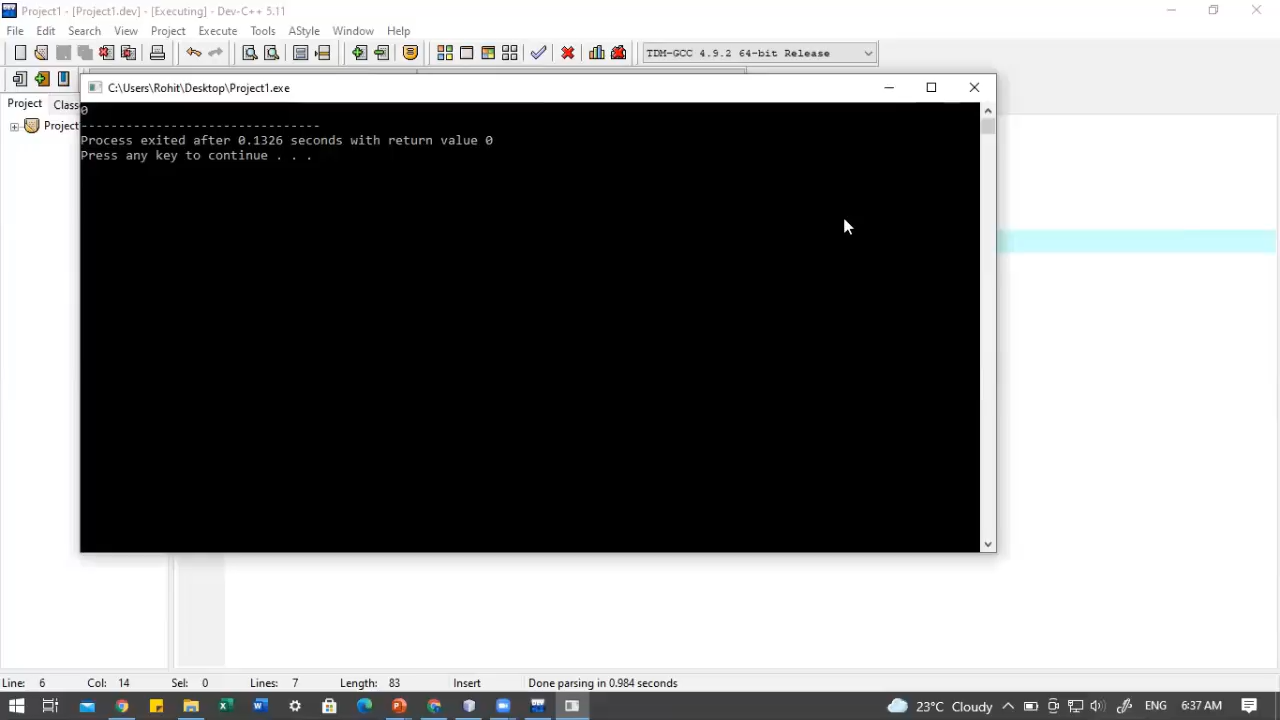 Project1 - [Project1.dev] - [Executing] - Dev-C++ 5.11
File Edit Search View Project Execute Tools AStyle Window Help
TDM-GCC 4.9.2 64-bit Release
C:\Users\Rohit\Desktop\Project1.exe
Project Class
Project
0
--------------------------------
Process exited after 0.1326 seconds with return value 0
Press any key to continue . . .
Line: 6 Col: 14 Sel: 0 Lines: 7 Length: 83 Insert Done parsing in 0.984 seconds
23°C Cloudy ENG 6:37 AM